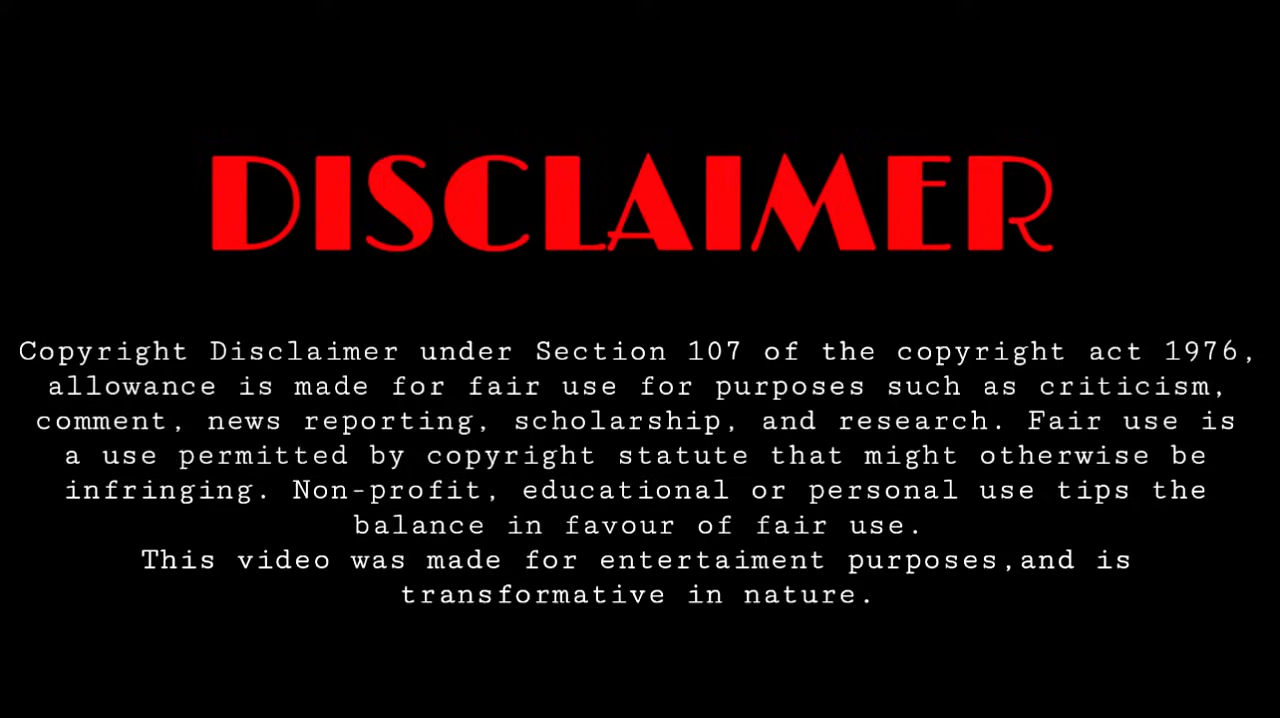 DISCLAIMER
Copyright Disclaimer under Section 107 of the copyright act 1976,
allowance is made for fair use for purposes such as criticism,
comment, news reporting, scholarship, and research. Fair use is
a use permitted by copyright statute that might otherwise be
infringing. Non-profit, educational or personal use tips the
balance in favour of fair use.
This video was made for entertaiment purposes,and is
transformative in nature.